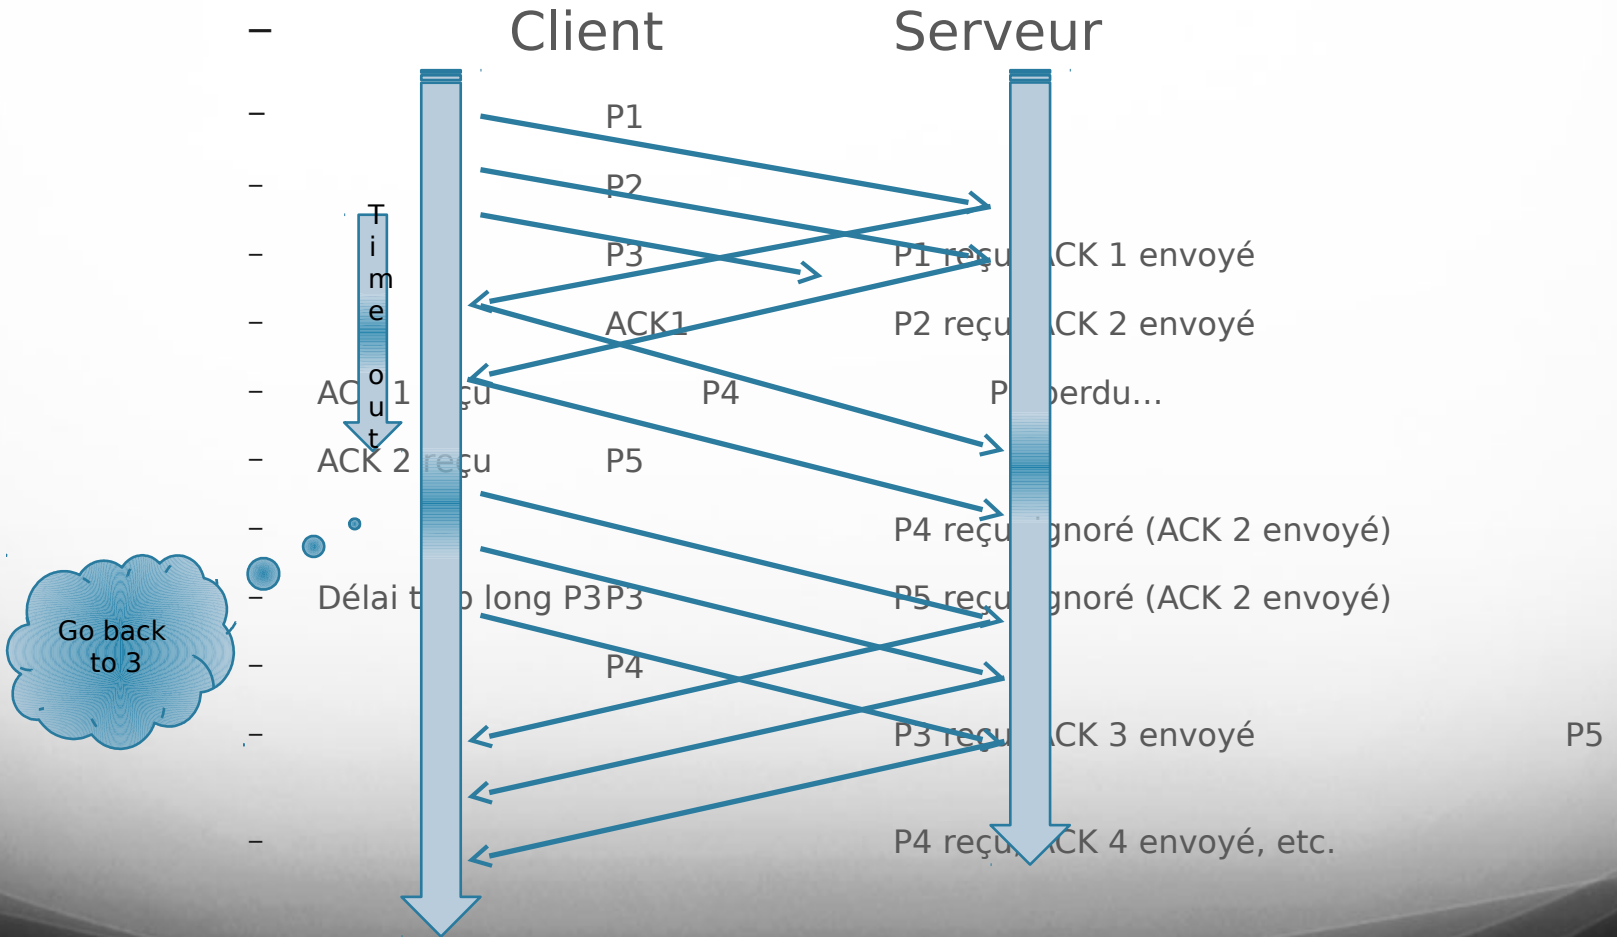 – Client Serveur
– P1
– P2
– P3 P1 reçu, ACK 1 envoyé
– ACK1 P2 reçu, ACK 2 envoyé
– ACK 1 reçu P4 perdu…
– ACK 2 reçu P5
– P4 reçu ignoré (ACK 2 envoyé)
– Délai trop long P3 P3 P5 reçu ignoré (ACK 2 envoyé)
– P4
– P3 reçu, ACK 3 envoyé P5
– P4 reçu, ACK 4 envoyé, etc.
Time out
Go back
to 3